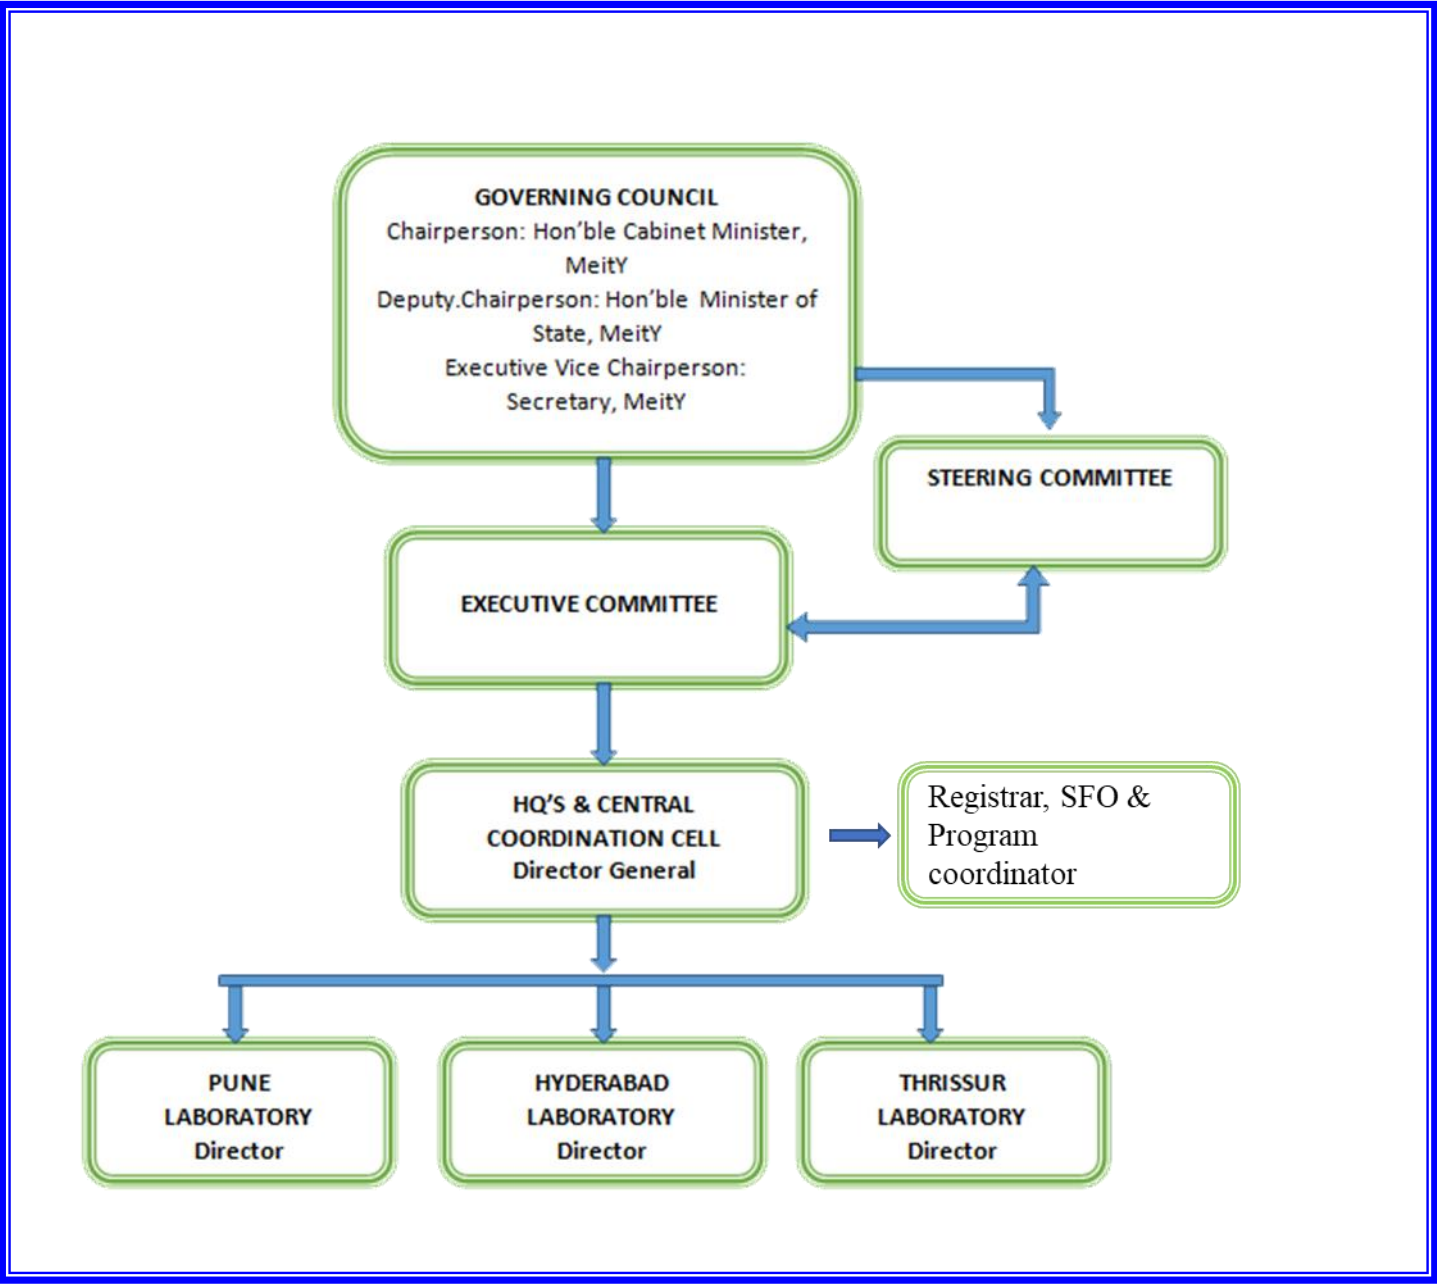 GOVERNING COUNCIL
Chairperson: Hon’ble Cabinet Minister,
MeitY
Deputy.Chairperson: Hon’ble Minister of
State, MeitY
Executive Vice Chairperson:
Secretary, MeitY
STEERING COMMITTEE
EXECUTIVE COMMITTEE
HQ’S & CENTRAL
COORDINATION CELL
Director General
Registrar, SFO &
Program
coordinator
PUNE
LABORATORY
Director
HYDERABAD
LABORATORY
Director
THRISSUR
LABORATORY
Director